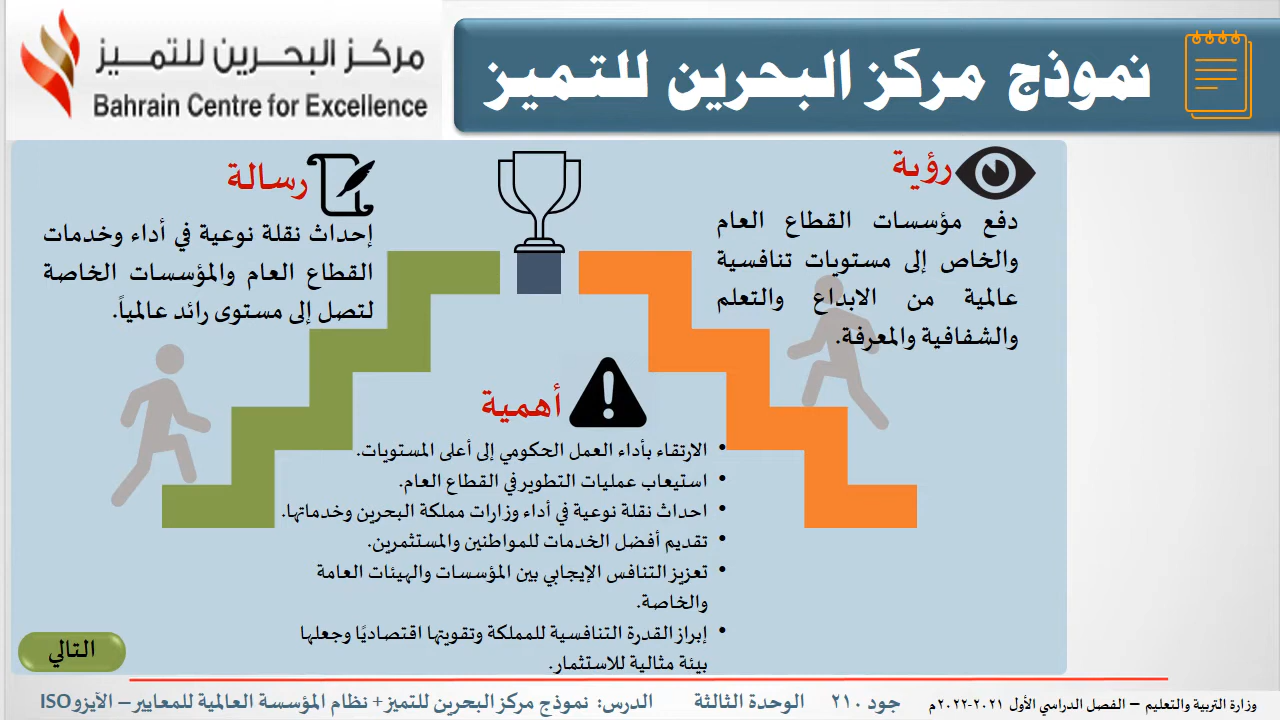 مركز البحرين للتميز
Bahrain Centre for Excellence
نموذج مركز البحرين للتميز
رؤية
دفع مؤسسات القطاع العام
والخاص إلى مستويات تنافسية
عالمية من الابداع والتعلم
والشفافية والمعرفة.
رسالة
إحداث نقلة نوعية في أداء وخدمات
القطاع العام والمؤسسات الخاصة
لتصل إلى مستوى رائد عالمياً.
أهمية
• الارتقاء بأداء العمل الحكومي إلى أعلى المستويات.
• استيعاب عمليات التطوير في القطاع العام.
• احداث نقلة نوعية في أداء وزارات مملكة البحرين وخدماتها.
• تقديم أفضل الخدمات للمواطنين والمستثمرين.
• تعزيز التنافس الإيجابي بين المؤسسات والهيئات العامة
والخاصة.
• إبراز القدرة التنافسية للمملكة وتقويتها اقتصاديًا وجعلها
بيئة مثالية للاستثمار.
التالي
وزارة التربية والتعليم – الفصل الدراسي الأول ٢٠٢١-٢٠٢٢م جود ٢١٠ الوحدة الثالثة الدرس: نموذج مركز البحرين للتميز+ نظام المؤسسة العالمية للمعايير– الآيزو ISO